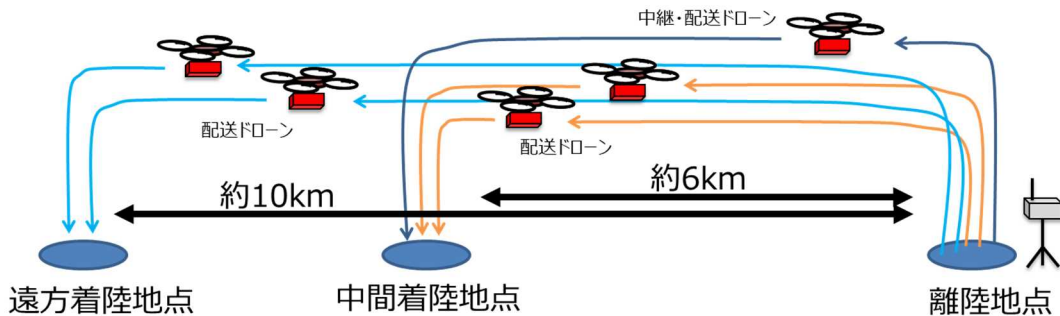 中継・配送ドローン
配送ドローン
配送ドローン
約6km
約10km
遠方着陸地点
中間着陸地点
離陸地点